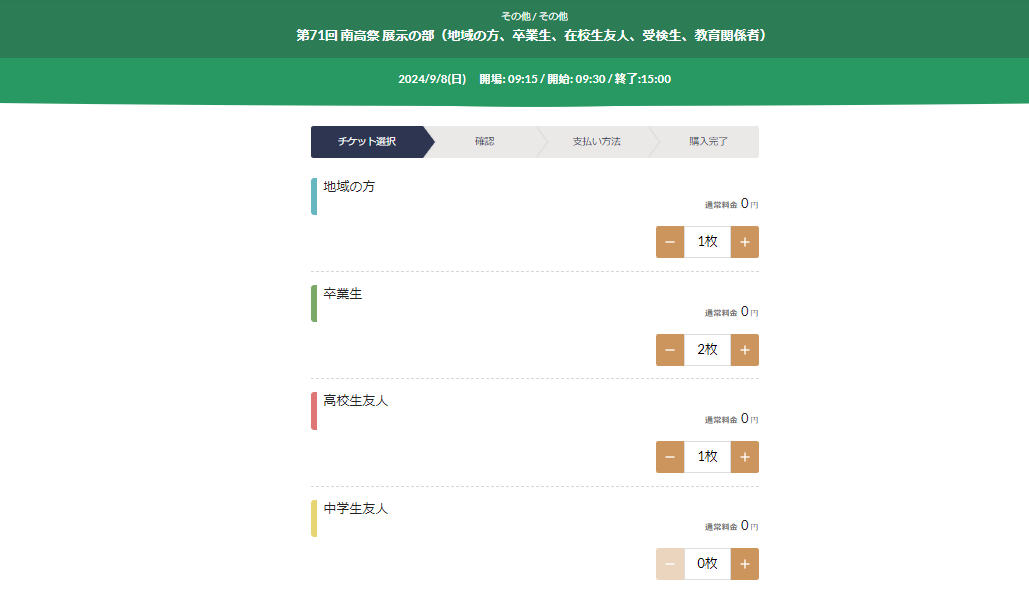 その他 / その他
第71回 南高祭 展示の部（地域の方、卒業生、在校生友人、受検生、教育関係者）
2024/9/8(日) 開場: 09:15 / 開始: 09:30 / 終了:15:00
チケット選択 確認 支払い方法 購入完了
地域の方
通常料金 0 円
− 1枚 +
卒業生
通常料金 0 円
− 2枚 +
高校生友人
通常料金 0 円
− 1枚 +
中学生友人
通常料金 0 円
− 0枚 +